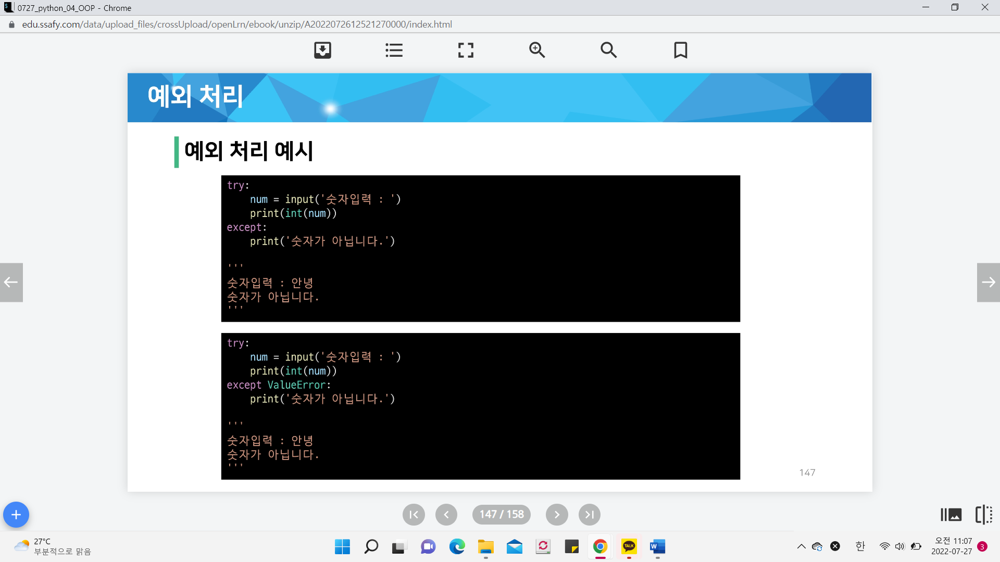 0727_python_04_OOP - Chrome
edu.ssafy.com/data/upload_files/crossUpload/openLrn/ebook/unzip/A2022072612521270000/index.html
예외 처리
예외 처리 예시
try:
    num = input('숫자입력 : ')
    print(int(num))
except:
    print('숫자가 아닙니다.')
'''
숫자입력 : 안녕
숫자가 아닙니다.
'''
try:
    num = input('숫자입력 : ')
    print(int(num))
except ValueError:
    print('숫자가 아닙니다.')
'''
숫자입력 : 안녕
숫자가 아닙니다.
'''
147
147 / 158
27°C
부분적으로 맑음
TALK
W
한
오전 11:07
2022-07-27
3